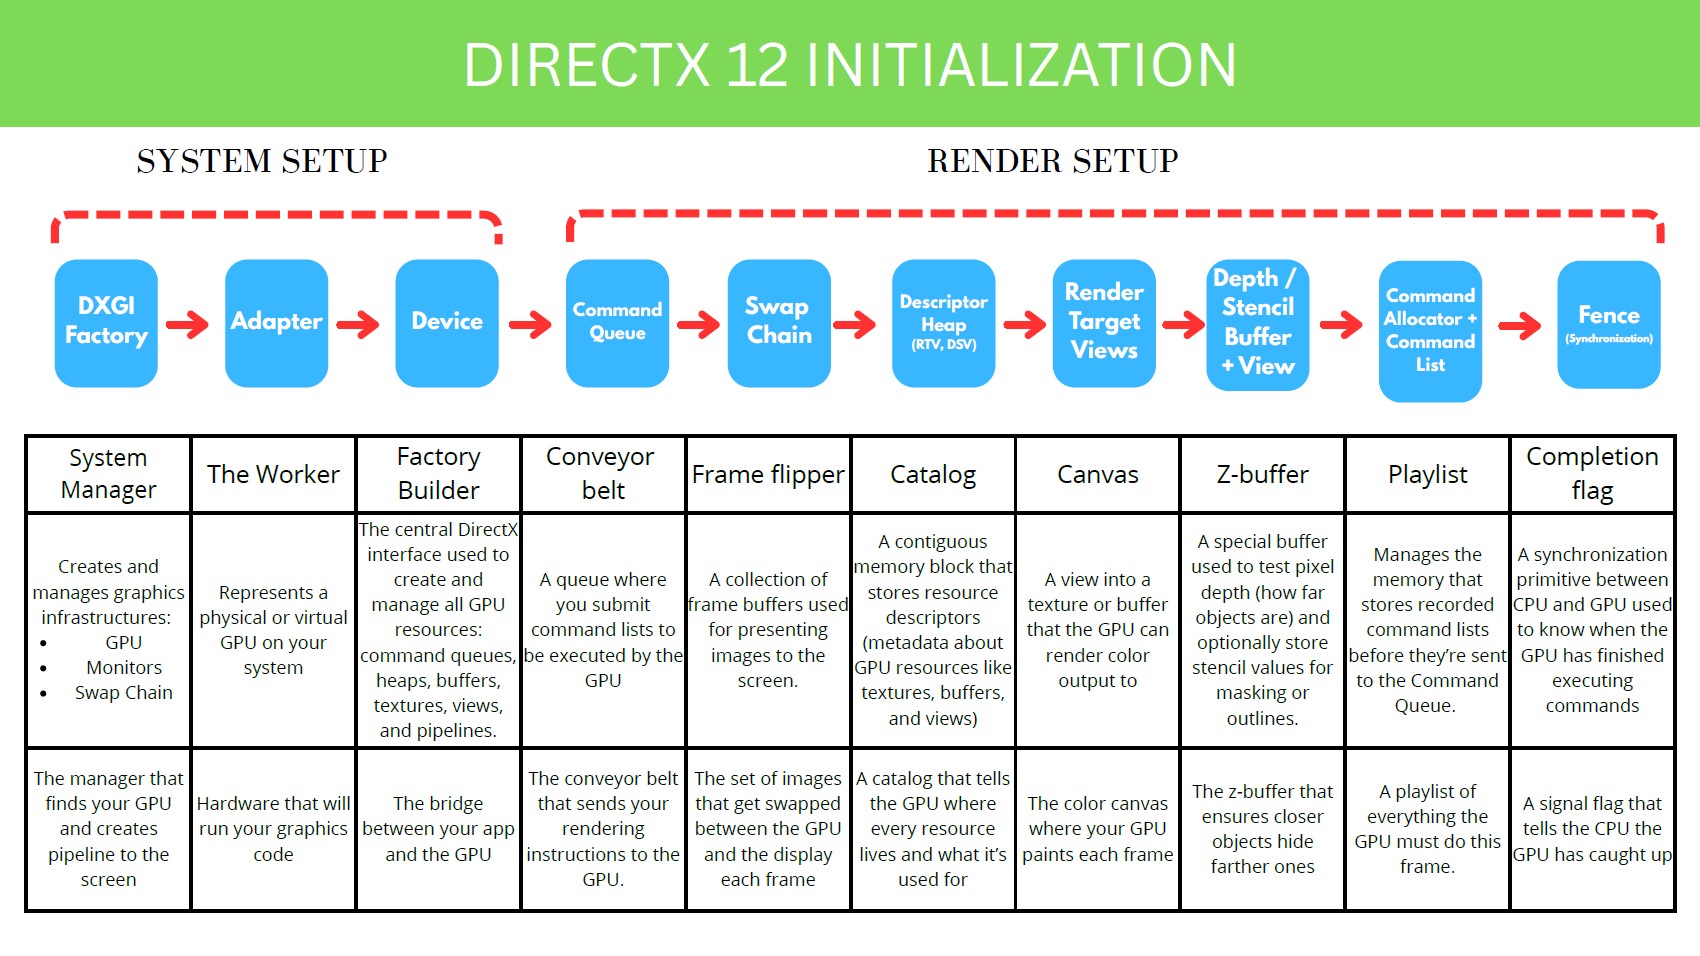 DIRECTX 12 INITIALIZATION
SYSTEM SETUP
RENDER SETUP
DXGI
Factory
Adapter
Device
Command
Queue
Swap
Chain
Descriptor
Heap
(RTV, DSV)
Render
Target
Views
Depth /
Stencil
Buffer
+ View
Command
Allocator +
Command
List
Fence
(Synchronization)
System
Manager
The Worker
Factory
Builder
Conveyor
belt
Frame flipper
Catalog
Canvas
Z-buffer
Playlist
Completion
flag
Creates and
manages graphics
infrastructures:
• GPU
• Monitors
• Swap Chain
Represents a
physical or virtual
GPU on your
system
The central DirectX
interface used to
create and
manage all GPU
resources:
command queues,
heaps, buffers,
textures, views,
and pipelines.
A queue where
you submit
command lists to
be executed by the
GPU
A collection of
frame buffers used
for presenting
images to the
screen.
A contiguous
memory block that
stores resource
descriptors
(metadata about
GPU resources like
textures, buffers,
and views)
A view into a
texture or buffer
that the GPU can
render color
output to
A special buffer
used to test pixel
depth (how far
objects are) and
optionally store
stencil values for
masking or
outlines.
Manages the
memory that
stores recorded
command lists
before they’re sent
to the Command
Queue.
A synchronization
primitive between
CPU and GPU used
to know when the
GPU has finished
executing
commands
The manager that
finds your GPU
and creates
pipeline to the
screen
Hardware that will
run your graphics
code
The bridge
between your app
and the GPU
The conveyor belt
that sends your
rendering
instructions to the
GPU.
The set of images
that get swapped
between the GPU
and the display
each frame
A catalog that tells
the GPU where
every resource
lives and what it’s
used for
The color canvas
where your GPU
paints each frame
The z-buffer that
ensures closer
objects hide
farther ones
A playlist of
everything the
GPU must do this
frame.
A signal flag that
tells the CPU the
GPU has caught up